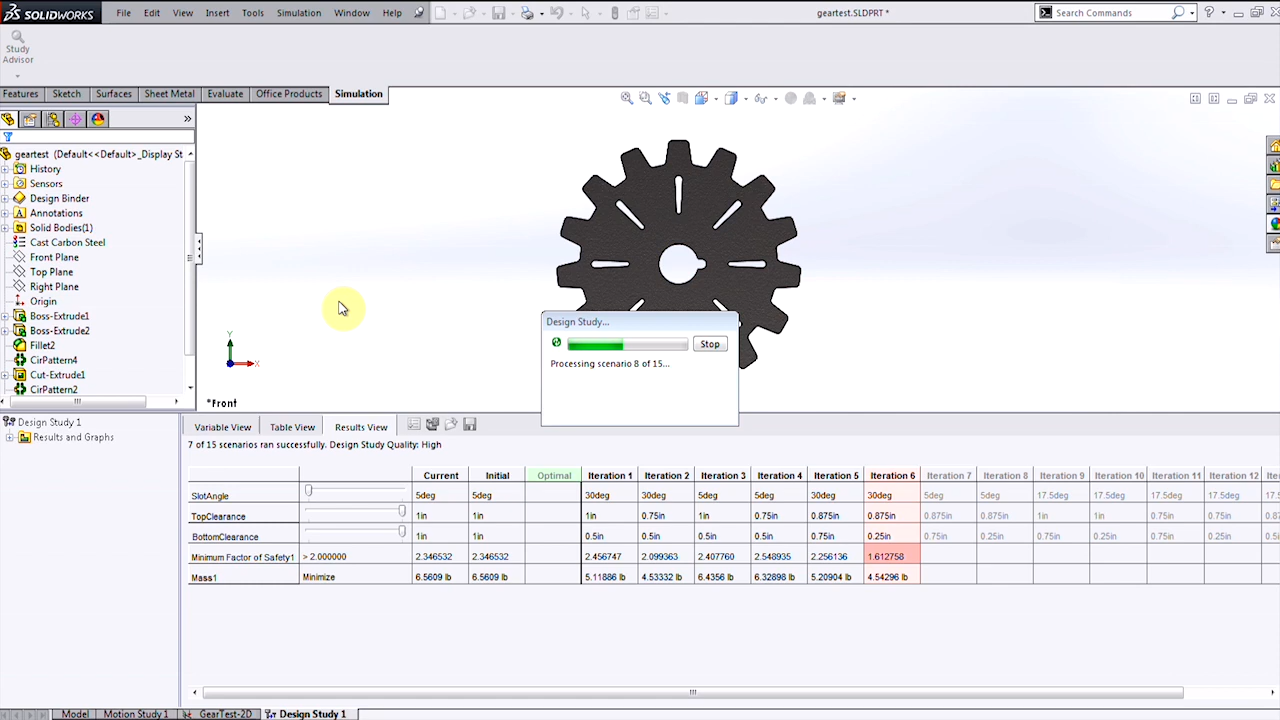 SOLIDWORKS File Edit View Insert Tools Simulation Window Help geartest.SLDPRT * Search Commands
Study
Advisor
Features Sketch Surfaces Sheet Metal Evaluate Office Products Simulation
geartest (Default<<Default>_Display St
History
Sensors
Design Binder
Annotations
Solid Bodies(1)
Cast Carbon Steel
Front Plane
Top Plane
Right Plane
Origin
Boss-Extrude1
Boss-Extrude2
Fillet2
CirPattern4
Cut-Extrude1
CirPattern2
Y
X
*Front
Design Study...
Stop
Processing scenario 8 of 15...
Design Study 1
Results and Graphs
Variable View Table View Results View
7 of 15 scenarios ran successfully. Design Study Quality: High
Current Initial Optimal Iteration 1 Iteration 2 Iteration 3 Iteration 4 Iteration 5 Iteration 6 Iteration 7 Iteration 8 Iteration 9 Iteration 10 Iteration 11 Iteration 12 Iteration
SlotAngle 5deg 5deg 30deg 30deg 5deg 5deg 30deg 30deg 5deg 5deg 17.5deg 17.5deg 17.5deg 17.5deg 17.5deg
TopClearance 1in 1in 1in 0.75in 1in 0.75in 0.875in 0.875in 0.875in 0.875in 1in 1in 0.75in 0.75in 0.875in
BottomClearance 1in 1in 0.5in 0.5in 0.5in 0.5in 0.75in 0.25in 0.75in 0.25in 0.75in 0.25in 0.75in 0.25in 0.5in
Minimum Factor of Safety1 > 2.000000 2.346532 2.346532 2.456747 2.099363 2.407760 2.548935 2.256136 1.612758
Mass1 Minimize 6.5609 lb 6.5609 lb 5.11886 lb 4.53332 lb 6.4356 lb 6.32898 lb 5.20904 lb 4.54296 lb
Model Motion Study 1 GearTest-2D Design Study 1